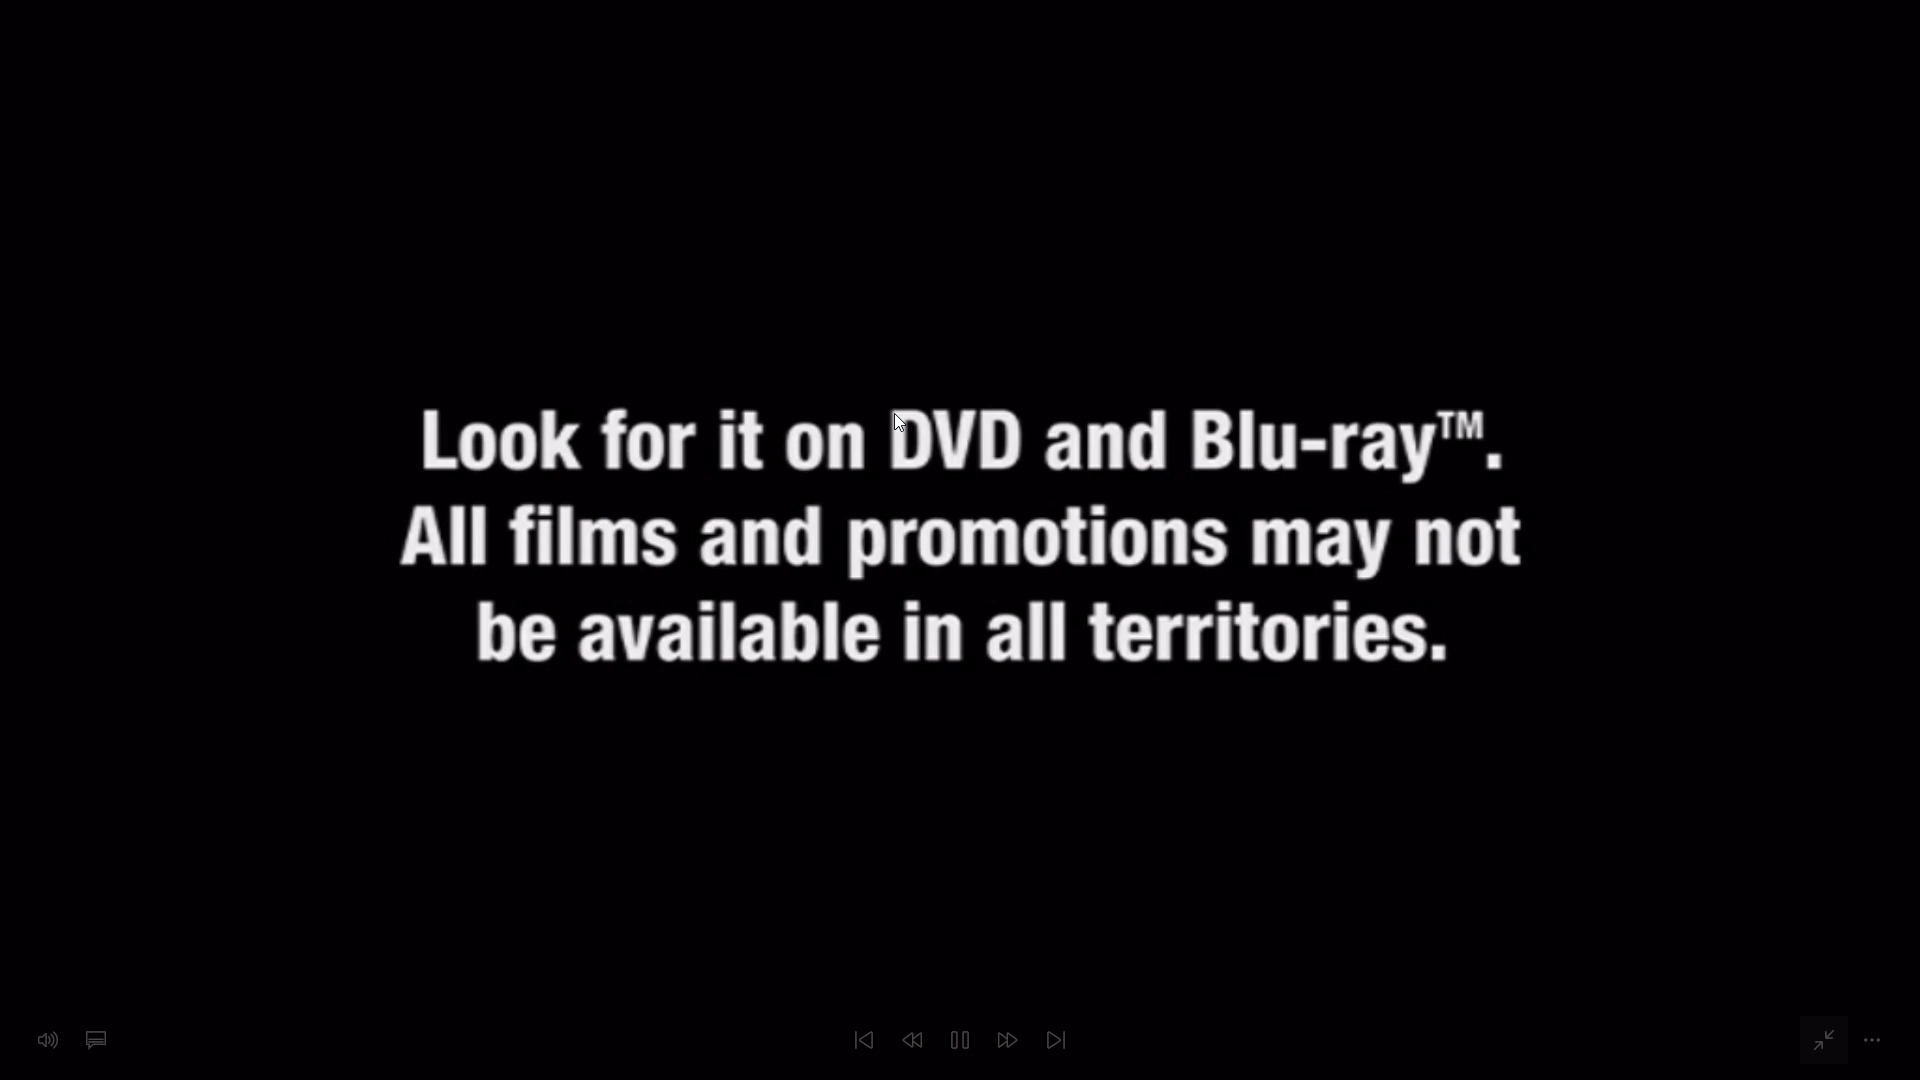 Look for it on DVD and Blu-ray™.
All films and promotions may not
be available in all territories.